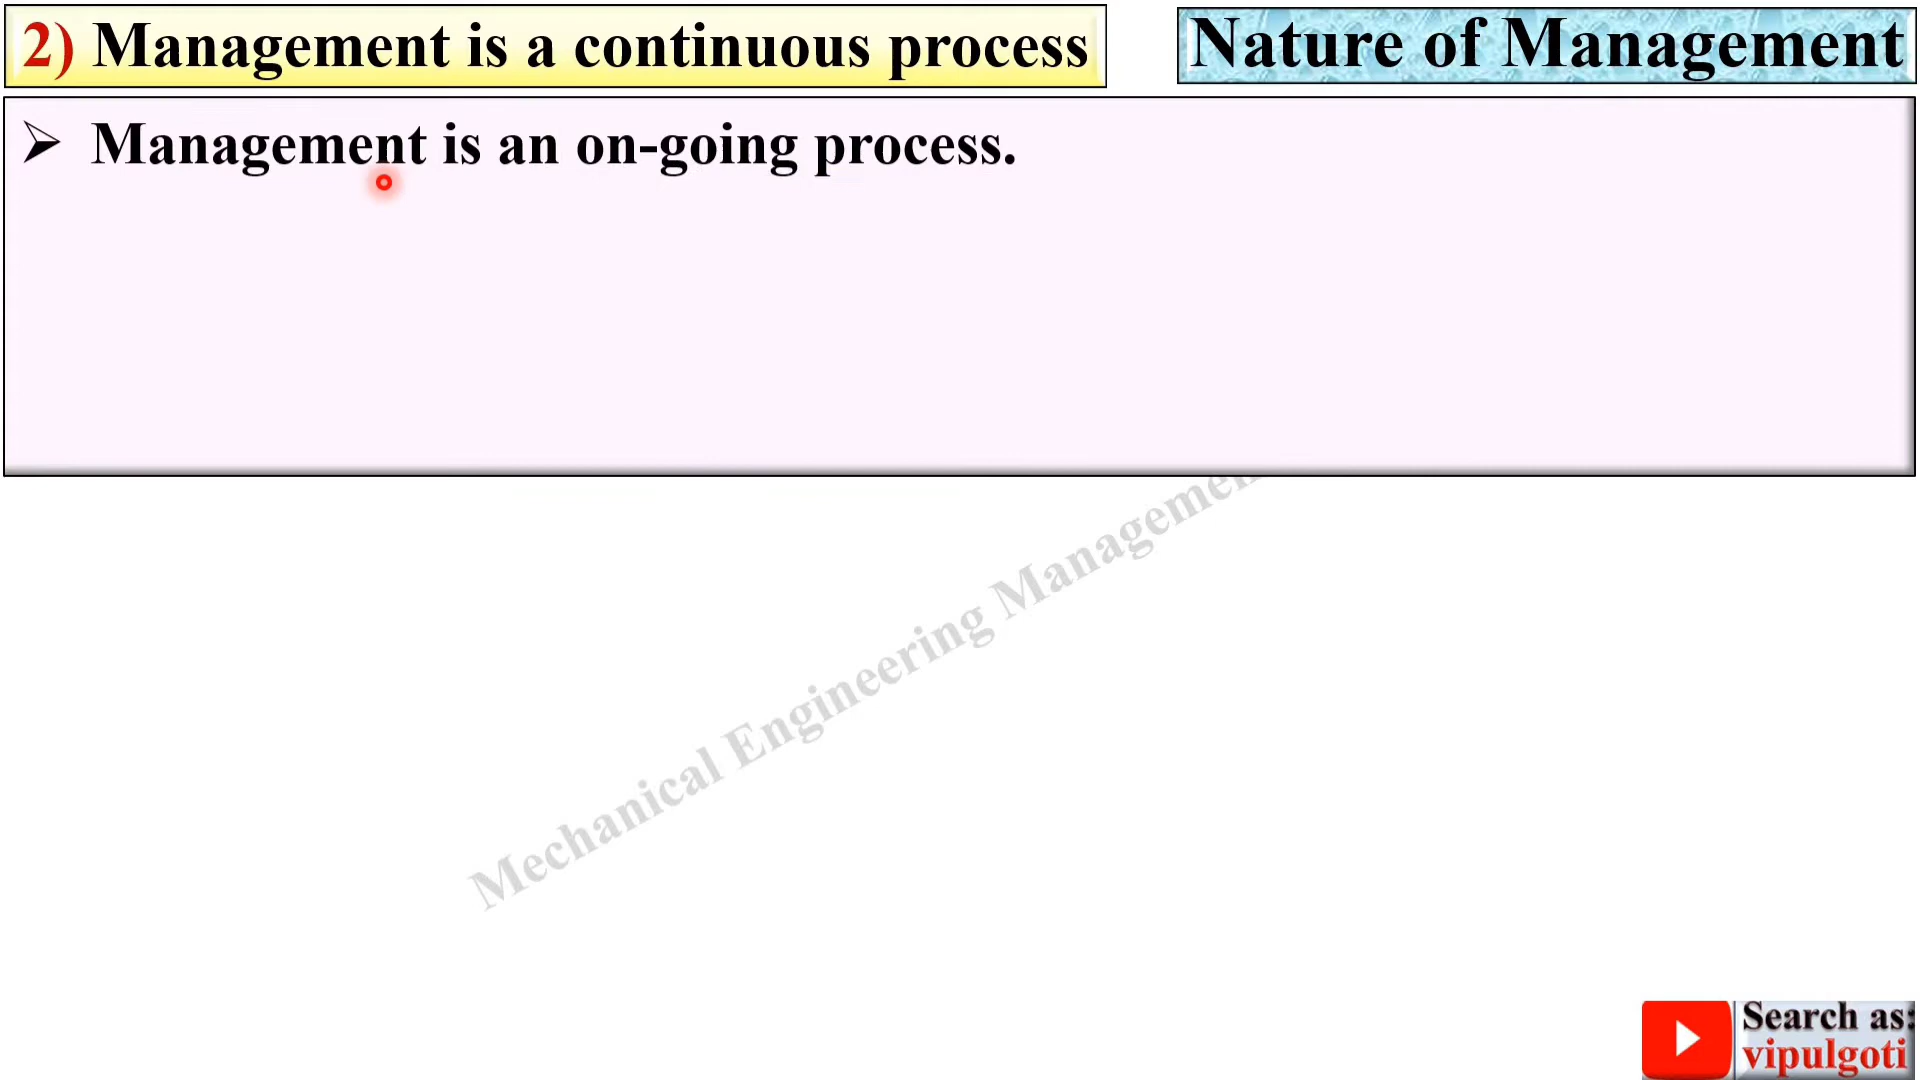 2) Management is a continuous process
Nature of Management
➢ Management is an on-going process.
Mechanical Engineering Management
Search as:
vipulgoti